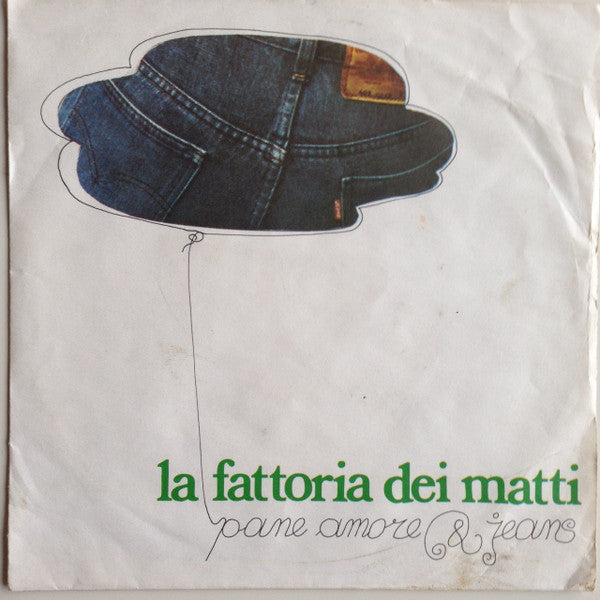 la fattoria dei matti
pane amore & jeans